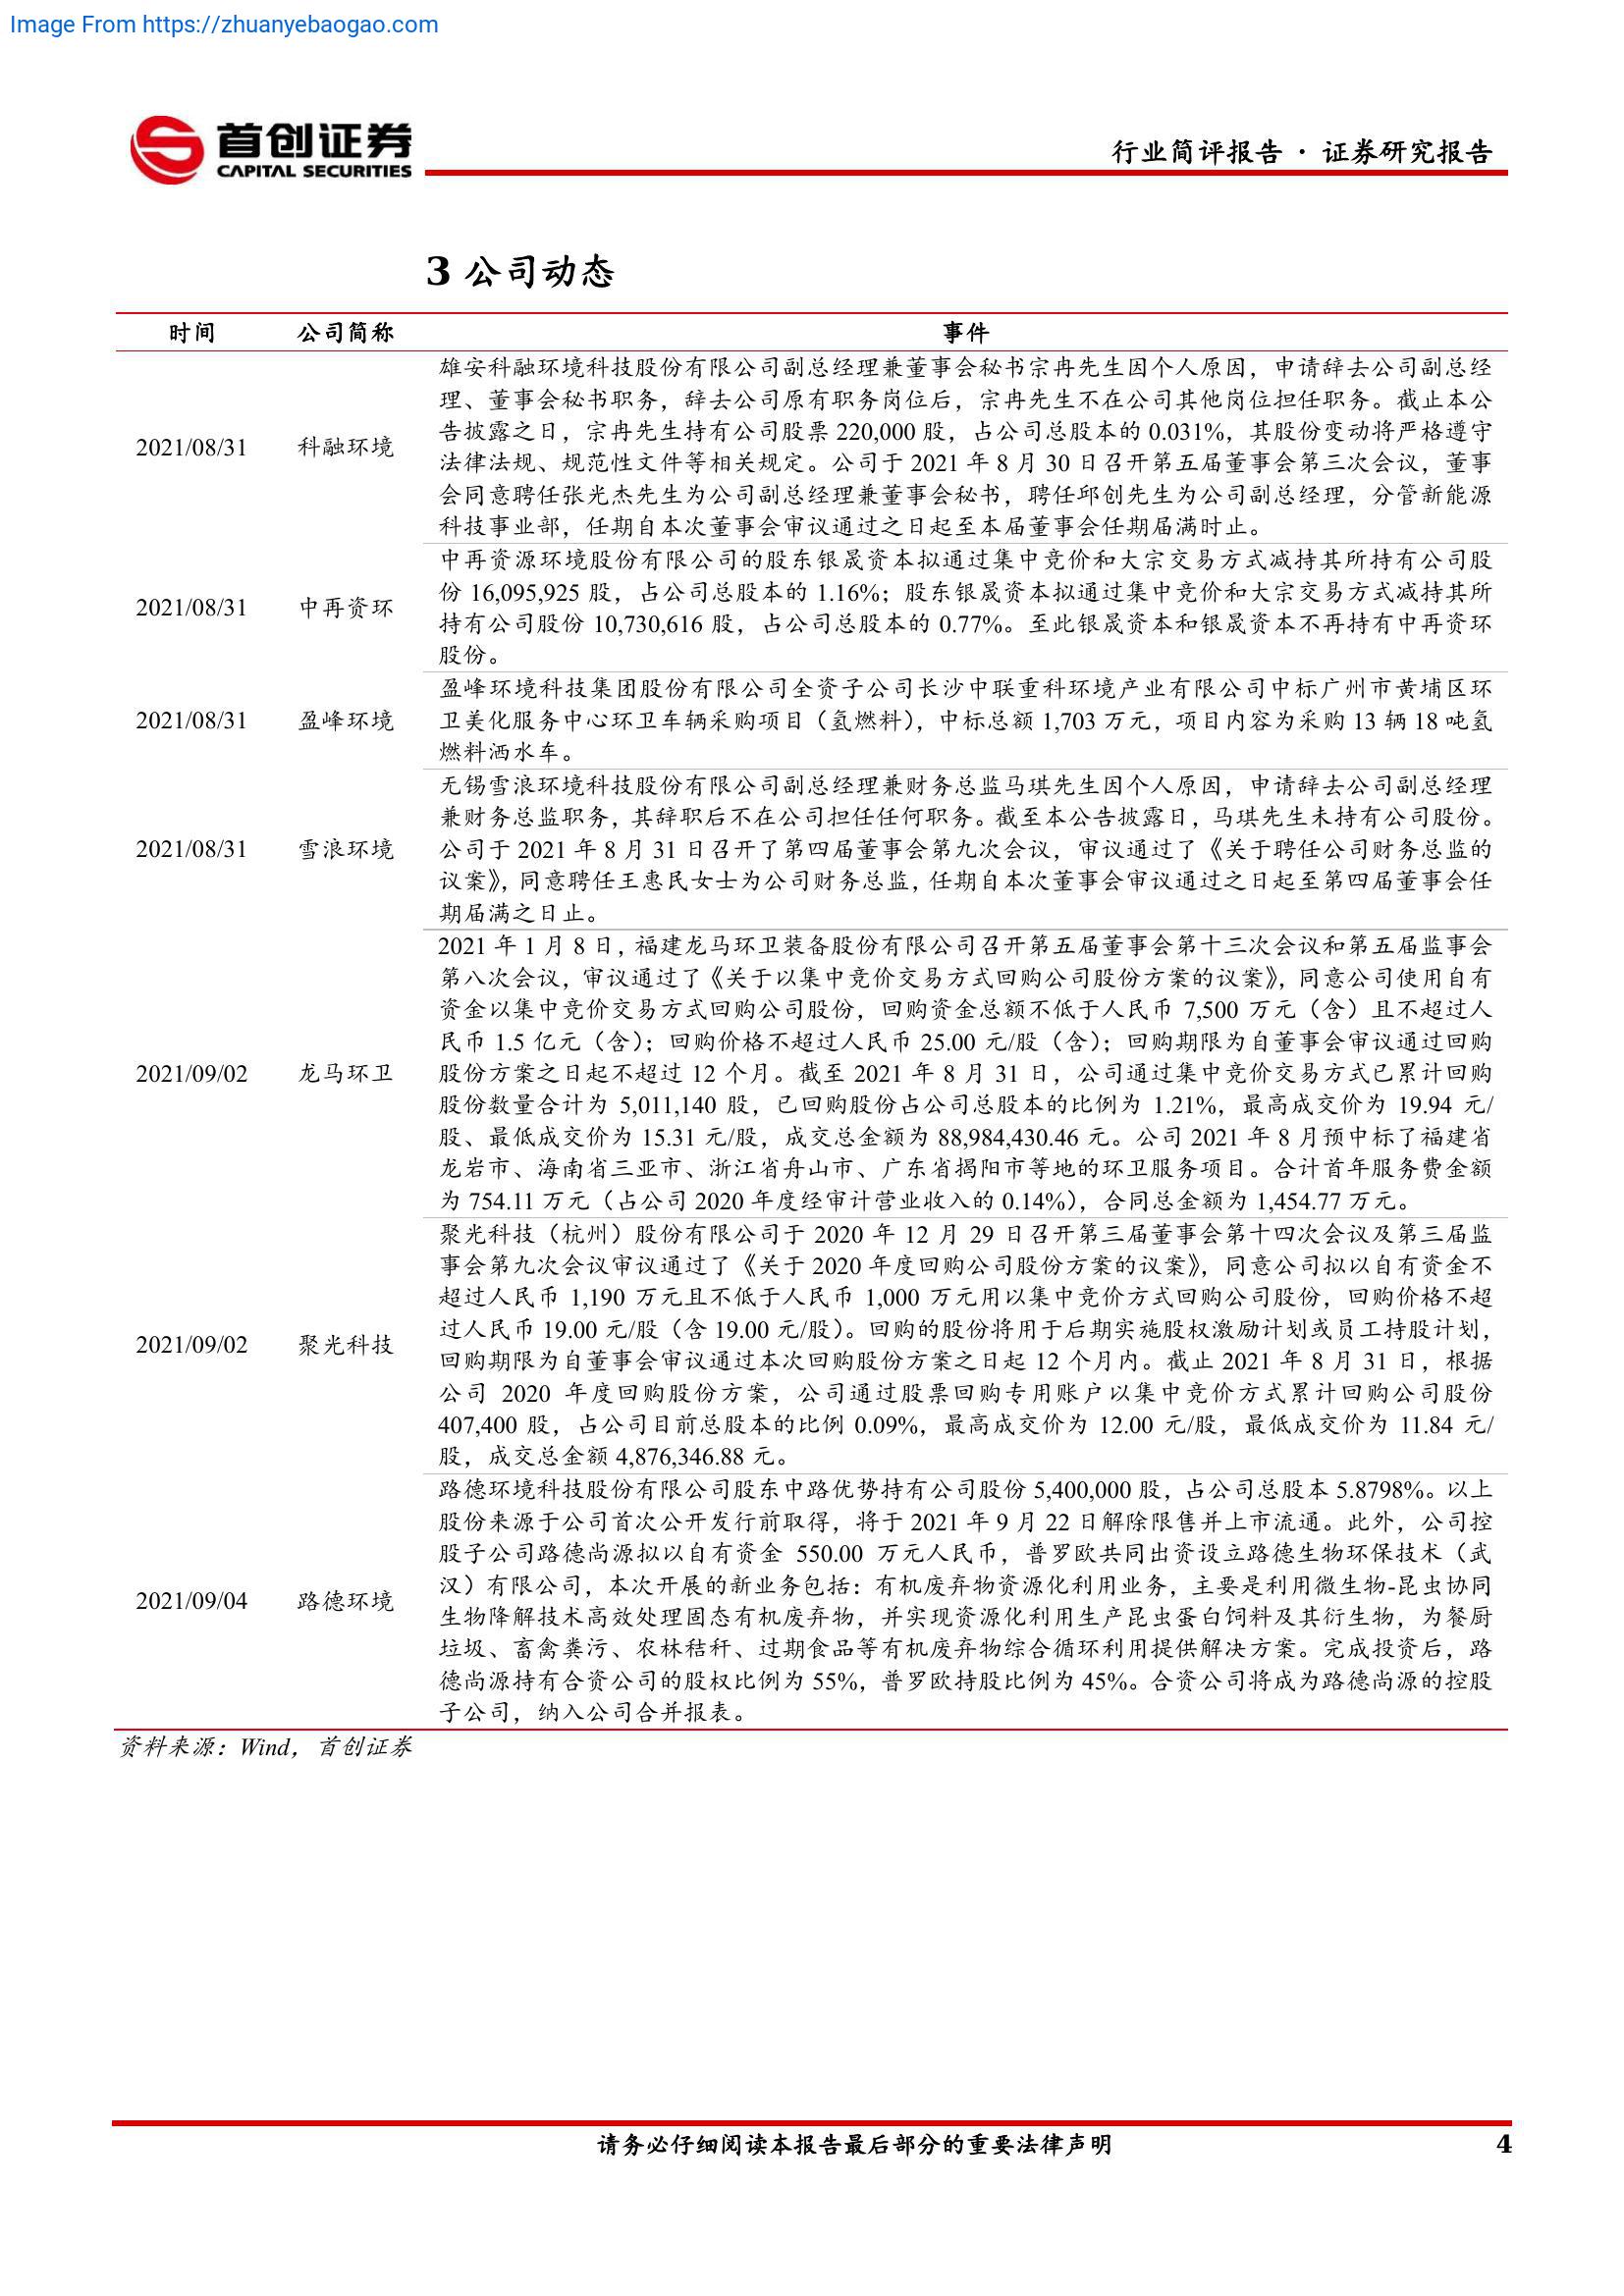 Image From https://zhuanyebaogao.com
首创证券
CAPITAL SECURITIES
行业简评报告 · 证券研究报告
3 公司动态
时间 公司简称 事件
2021/08/31 科融环境
雄安科融环境科技股份有限公司副总经理兼董事会秘书宗冉先生因个人原因，申请辞去公司副总经
理、董事会秘书职务，辞去公司原有职务岗位后，宗冉先生不在公司其他岗位担任职务。截止本公
告披露之日，宗冉先生持有公司股票 220,000 股，占公司总股本的 0.031%，其股份变动将严格遵守
法律法规、规范性文件等相关规定。公司于 2021 年 8 月 30 日召开第五届董事会第三次会议，董事
会同意聘任张光杰先生为公司副总经理兼董事会秘书，聘任邱创先生为公司副总经理，分管新能源
科技事业部，任期自本次董事会审议通过之日起至本届董事会任期届满时止。
2021/08/31 中再资环
中再资源环境股份有限公司的股东银晟资本拟通过集中竞价和大宗交易方式减持其所持有公司股
份 16,095,925 股，占公司总股本的 1.16%；股东银晟资本拟通过集中竞价和大宗交易方式减持其所
持有公司股份 10,730,616 股，占公司总股本的 0.77%。至此银晟资本和银晟资本不再持有中再资环
股份。
2021/08/31 盈峰环境
盈峰环境科技集团股份有限公司全资子公司长沙中联重科环境产业有限公司中标广州市黄埔区环
卫美化服务中心环卫车辆采购项目（氢燃料），中标总额 1,703 万元，项目内容为采购 13 辆 18 吨氢
燃料洒水车。
2021/08/31 雪浪环境
无锡雪浪环境科技股份有限公司副总经理兼财务总监马琪先生因个人原因，申请辞去公司副总经理
兼财务总监职务，其辞职后不在公司担任任何职务。截至本公告披露日，马琪先生未持有公司股份。
公司于 2021 年 8 月 31 日召开了第四届董事会第九次会议，审议通过了《关于聘任公司财务总监的
议案》，同意聘任王惠民女士为公司财务总监，任期自本次董事会审议通过之日起至第四届董事会任
期届满之日止。
2021/09/02 龙马环卫
2021 年 1 月 8 日，福建龙马环卫装备股份有限公司召开第五届董事会第十三次会议和第五届监事会
第八次会议，审议通过了《关于以集中竞价交易方式回购公司股份方案的议案》，同意公司使用自有
资金以集中竞价交易方式回购公司股份，回购资金总额不低于人民币 7,500 万元（含）且不超过人
民币 1.5 亿元（含）；回购价格不超过人民币 25.00 元/股（含）；回购期限为自董事会审议通过回购
股份方案之日起不超过 12 个月。截至 2021 年 8 月 31 日，公司通过集中竞价交易方式已累计回购
股份数量合计为 5,011,140 股，已回购股份占公司总股本的比例为 1.21%，最高成交价为 19.94 元/
股、最低成交价为 15.31 元/股，成交总金额为 88,984,430.46 元。公司 2021 年 8 月预中标了福建省
龙岩市、海南省三亚市、浙江省舟山市、广东省揭阳市等地的环卫服务项目。合计首年服务费金额
为 754.11 万元（占公司 2020 年度经审计营业收入的 0.14%），合同总金额为 1,454.77 万元。
2021/09/02 聚光科技
聚光科技（杭州）股份有限公司于 2020 年 12 月 29 日召开第三届董事会第十四次会议及第三届监
事会第九次会议审议通过了《关于 2020 年度回购公司股份方案的议案》，同意公司拟以自有资金不
超过人民币 1,190 万元且不低于人民币 1,000 万元用以集中竞价方式回购公司股份，回购价格不超
过人民币 19.00 元/股（含 19.00 元/股）。回购的股份将用于后期实施股权激励计划或员工持股计划，
回购期限为自董事会审议通过本次回购股份方案之日起 12 个月内。截止 2021 年 8 月 31 日，根据
公司 2020 年度回购股份方案，公司通过股票回购专用账户以集中竞价方式累计回购公司股份
407,400 股，占公司目前总股本的比例 0.09%，最高成交价为 12.00 元/股，最低成交价为 11.84 元/
股，成交总金额 4,876,346.88 元。
2021/09/04 路德环境
路德环境科技股份有限公司股东中路优势持有公司股份 5,400,000 股，占公司总股本 5.8798%。以上
股份来源于公司首次公开发行前取得，将于 2021 年 9 月 22 日解除限售并上市流通。此外，公司控
股子公司路德尚源拟以自有资金 550.00 万元人民币，普罗欧共同出资设立路德生物环保技术（武
汉）有限公司，本次开展的新业务包括：有机废弃物资源化利用业务，主要是利用微生物-昆虫协同
生物降解技术高效处理固态有机废弃物，并实现资源化利用生产昆虫蛋白饲料及其衍生物，为餐厨
垃圾、畜禽粪污、农林秸秆、过期食品等有机废弃物综合循环利用提供解决方案。完成投资后，路
德尚源持有合资公司的股权比例为 55%，普罗欧持股比例为 45%。合资公司将成为路德尚源的控股
子公司，纳入公司合并报表。
资料来源：Wind，首创证券
请务必仔细阅读本报告最后部分的重要法律声明 4